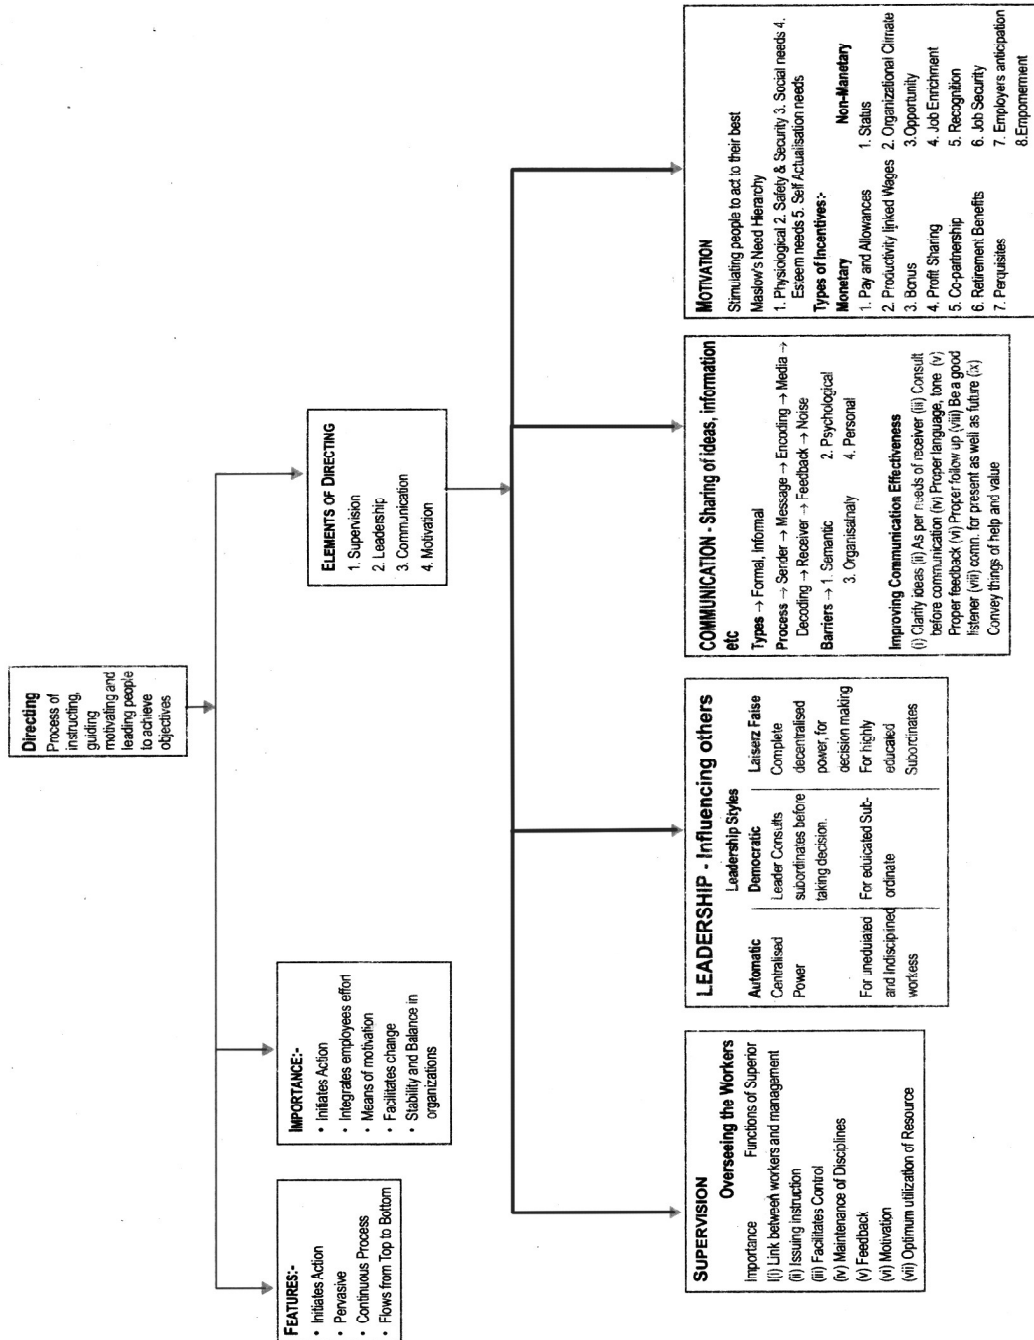 Directing
Process of
instructing,
guiding
motivating and
leading people
to achieve
objectives
FEATURES:-
• Initiates Action
• Pervasive
• Continuous Process
• Flows from Top to Bottom
IMPORTANCE:-
• Initiates Action
• Integrates employees effort
• Means of motivation
• Facilitates change
• Stability and Balance in
organizations
ELEMENTS OF DIRECTING
1. Supervision
2. Leadership
3. Communication
4. Motivation
SUPERVISION
Overseeing the Workers
Importance Functions of Superior
I(i) Link between workers and management
(ii) Issuing instruction
(iii) Facilitates Control
(iv) Maintenance of Disciplines
(v) Feedback
(vi) Motivation
(vii) Optimum utilization of Resource
LEADERSHIP - Influencing others
Leadership Styles
Automatic Democratic Laiserz Faise
Centralised Leader Consults Complete
Power subordinates before decentralised
taking decision. power, for
decision making
For uneduiated For eduicated Sub- For highly
and Indisciplined ordinate educated
workess Suborcinates
COMMUNICATION - Sharing of ideas, information
etc
Types → Formal, Informal
Process → Sender → Message → Encoding → Media →
Decoding → Receiver → Feedback → Noise
Barriers → 1. Semantic 2. Psychological
3. Organisatnaly 4. Personal
Improving Communication Effectiveness
(i) Clarify ideas (ii) As per needs of receiver (iii) Consult
before communication (iv) Proper language, tone (v)
Proper feedback (vi) Proper follow up (viii) Be a good
listener (viii) comn. for present as well as future (ix)
Convey things of help and value
MOTIVATION
Stimulating people to act to their best
Maslow's Need Hierarchy
1. Physiological 2. Safety & Security 3. Social needs 4.
Esteem needs 5. Self Actualisation needs
Types of Incentives:-
Monetary Non-Manetary
1. Pay and Allowances 1. Status
2. Productivity linked Wages 2. Organizational Climate
3. Bonus 3.Opportunity
4. Profit Sharing 4. Job Enrichment
5. Co-partnership 5. Recognition
6. Retirement Benefits 6. Job Security
7. Perquisites 7. Employers anticipation
8.Empomerment